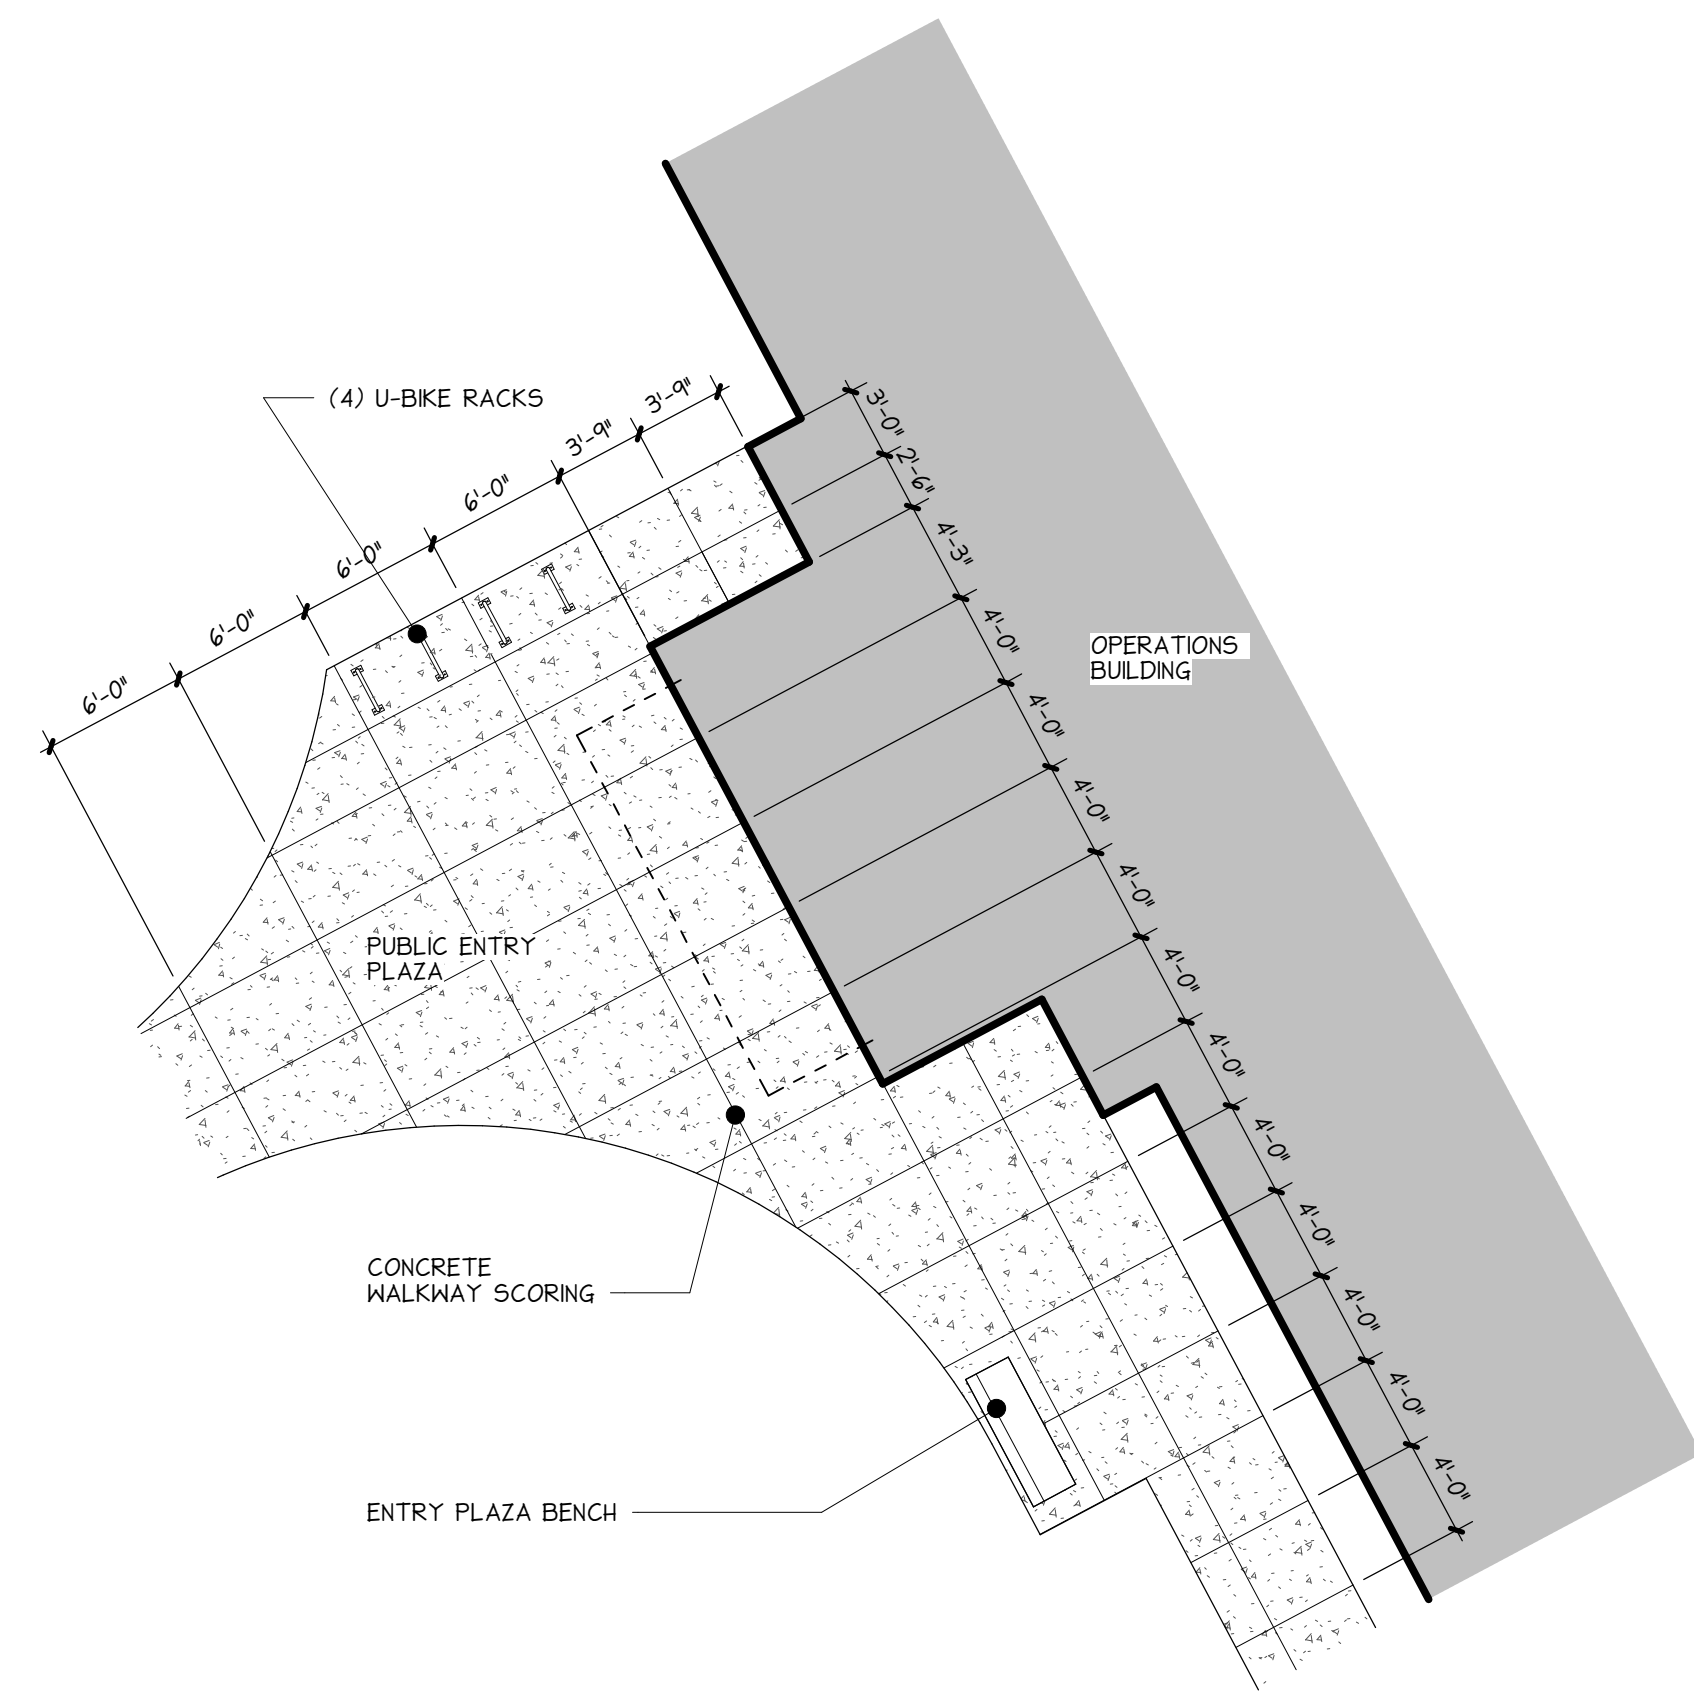 (4) U-BIKE RACKS
3'-9"
3'-9"
6'-0"
6'-0"
6'-0"
6'-0"
3'-0"
2'-6"
4'-3"
4'-0"
4'-0"
4'-0"
4'-0"
4'-0"
4'-0"
4'-0"
4'-0"
4'-0"
4'-0"
4'-0"
OPERATIONS
BUILDING
PUBLIC ENTRY
PLAZA
CONCRETE
WALKWAY SCORING
ENTRY PLAZA BENCH